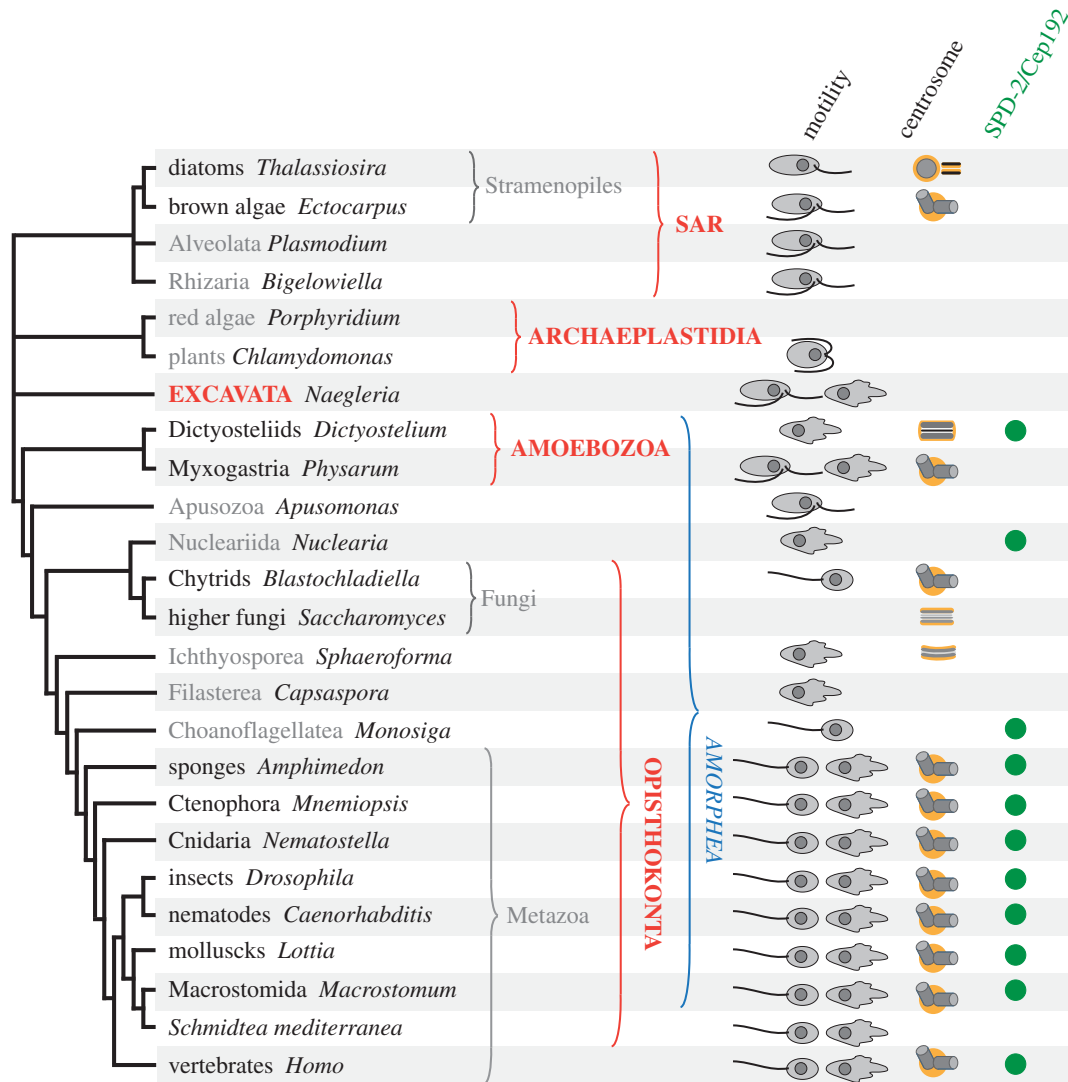 motility
centrosome
SPD-2/Cep192
diatoms Thalassiosira
Stramenopiles
brown algae Ectocarpus
SAR
Alveolata Plasmodium
Rhizaria Bigelowiella
red algae Porphyridium
ARCHAEPLASTIDIA
plants Chlamydomonas
EXCAVATA Naegleria
Dictyosteliids Dictyostelium
AMOEBOZOA
Myxogastria Physarum
Apusozoa Apusomonas
Nucleariida Nuclearia
Chytrids Blastochladiella
Fungi
higher fungi Saccharomyces
Ichthyosporea Sphaeroforma
Filasterea Capsaspora
Choanoflagellatea Monosiga
sponges Amphimedon
Ctenophora Mnemiopsis
Cnidaria Nematostella
insects Drosophila
nematodes Caenorhabditis
Metazoa
OPISTHOKONTA
AMORPHEA
molluscks Lottia
Macrostomida Macrostomum
Schmidtea mediterranea
vertebrates Homo